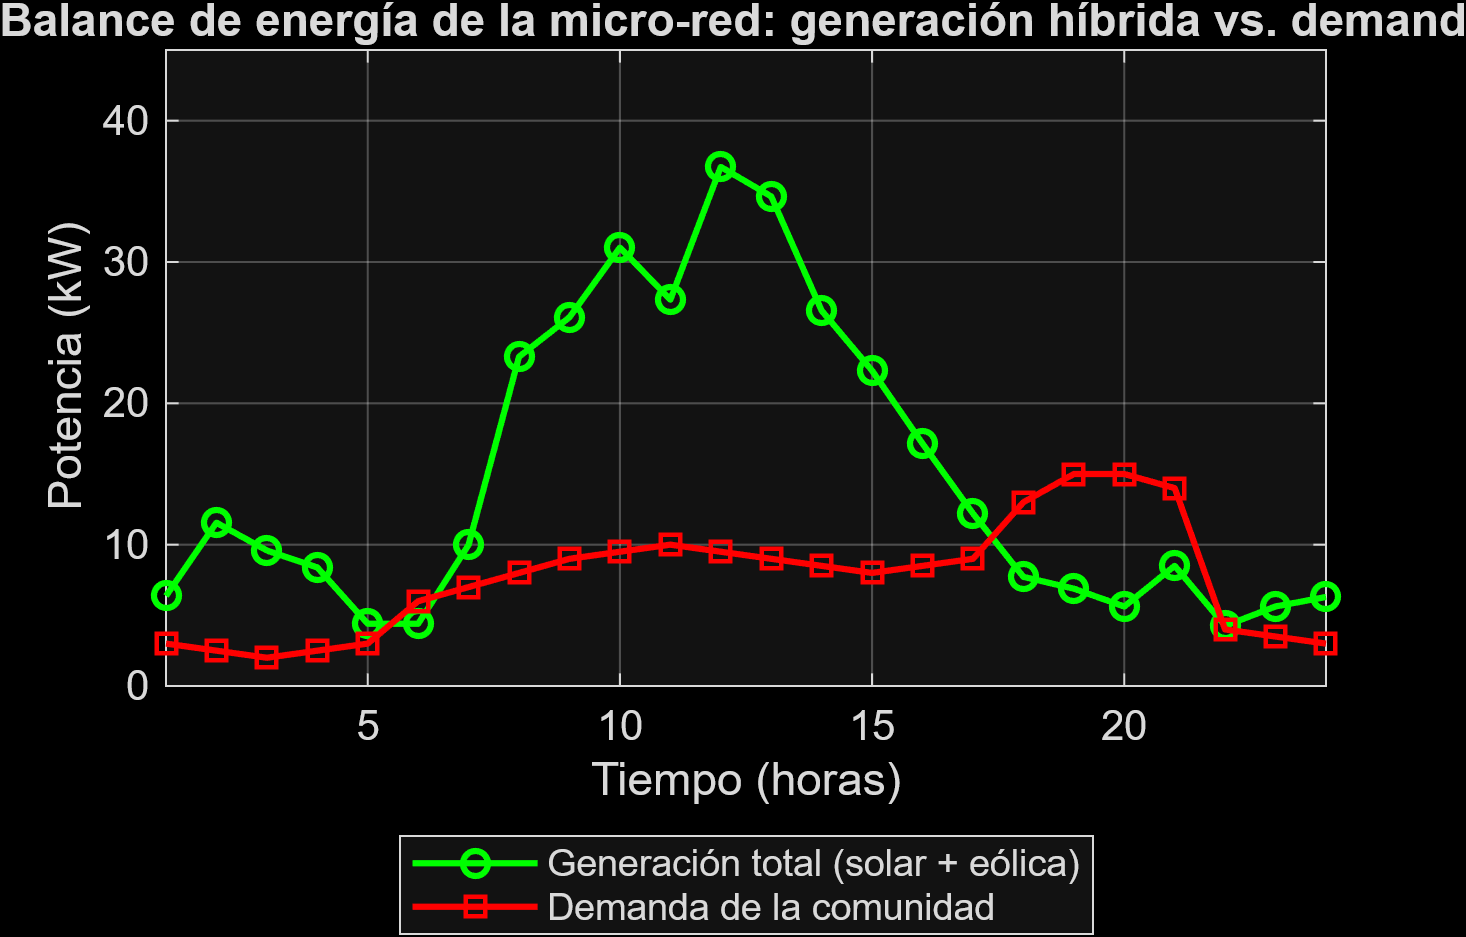 Balance de energía de la micro-red: generación híbrida vs. demand
40
30
20
10
0
Potencia (kW)
5 10 15 20
Tiempo (horas)
Generación total (solar + eólica)
Demanda de la comunidad